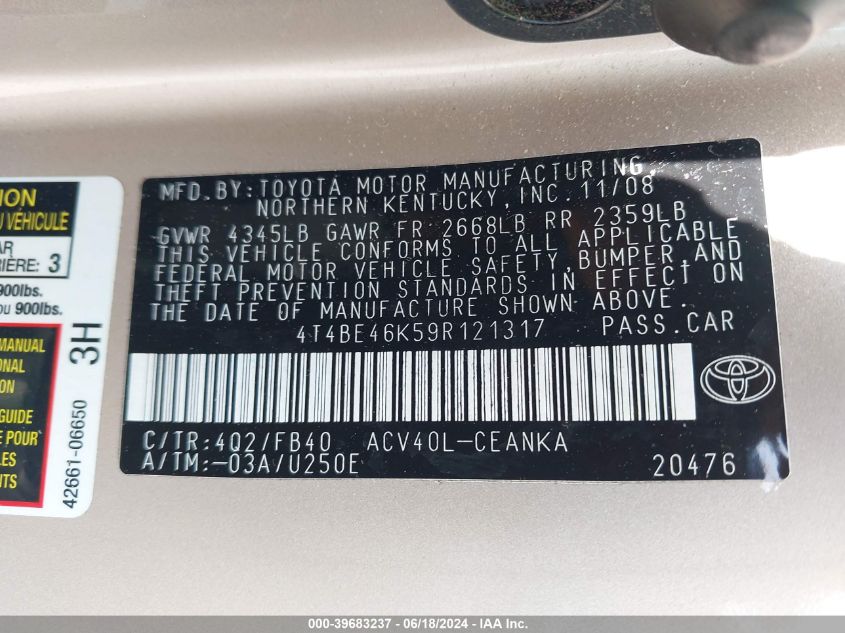 ION
U VÉHICULE
AR
RIÈRE: 3
900lbs.
ou 900lbs.
MANUAL
ONAL
ON
GUIDE
E POUR
LES
NTS
42661-06650 3H
MFD. BY: TOYOTA MOTOR MANUFACTURING,
NORTHERN KENTUCKY, INC. 11/08
GVWR 4345LB GAWR FR 2668LB RR 2359LB
THIS VEHICLE CONFORMS TO ALL APPLICABLE
FEDERAL MOTOR VEHICLE SAFETY, BUMPER, AND
THEFT PREVENTION STANDARDS IN EFFECT ON
THE DATE OF MANUFACTURE SHOWN ABOVE.
4T4BE46K59R121317 PASS.CAR
C/TR: 4Q2/FB40 ACV40L-CEANKA
A/TM: -03A/U250E 20476
000-39683237 - 06/18/2024 - IAA Inc.